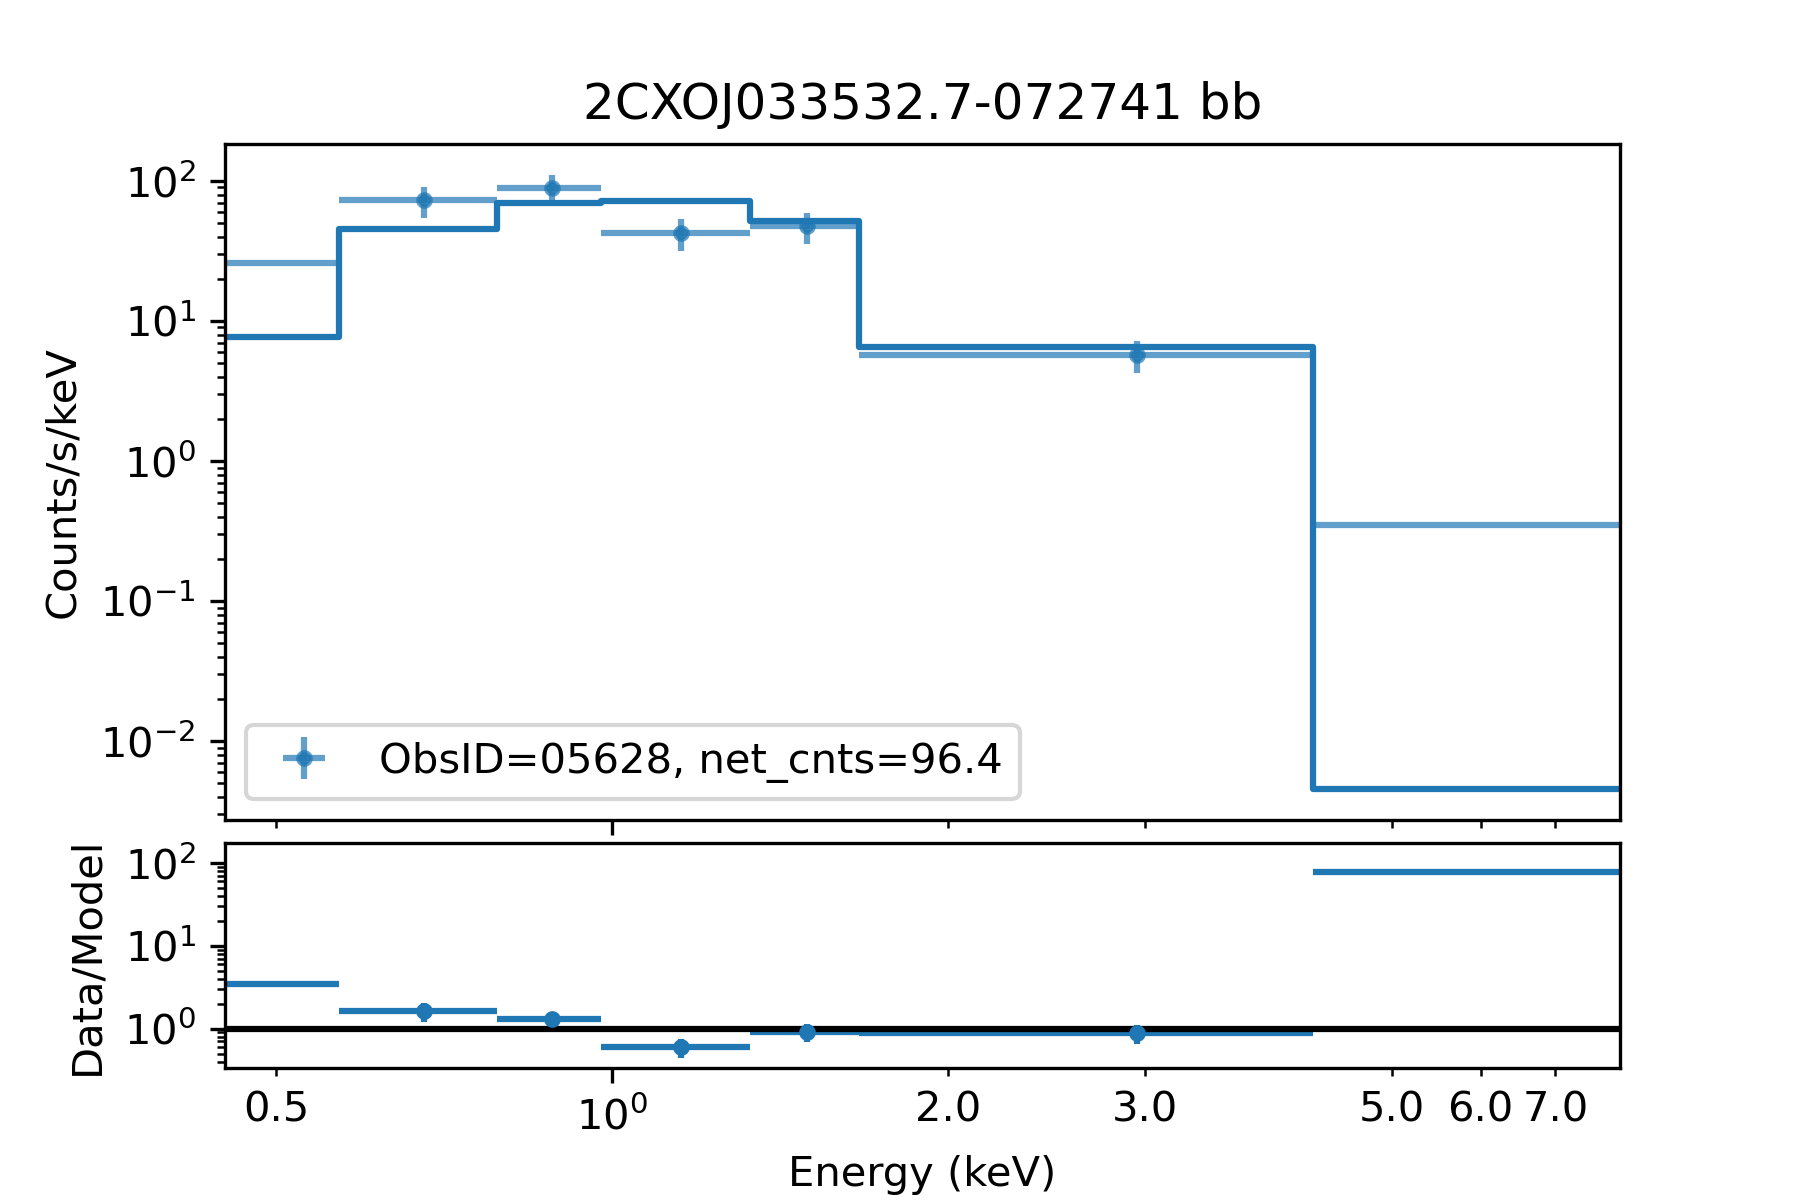 2CXOJ033532.7-072741 bb
Counts/s/keV
10²
10¹
10⁰
10⁻¹
10⁻²
ObsID=05628, net_cnts=96.4
Data/Model
10²
10¹
10⁰
0.5 10⁰ 2.0 3.0 5.0 6.0 7.0
Energy (keV)